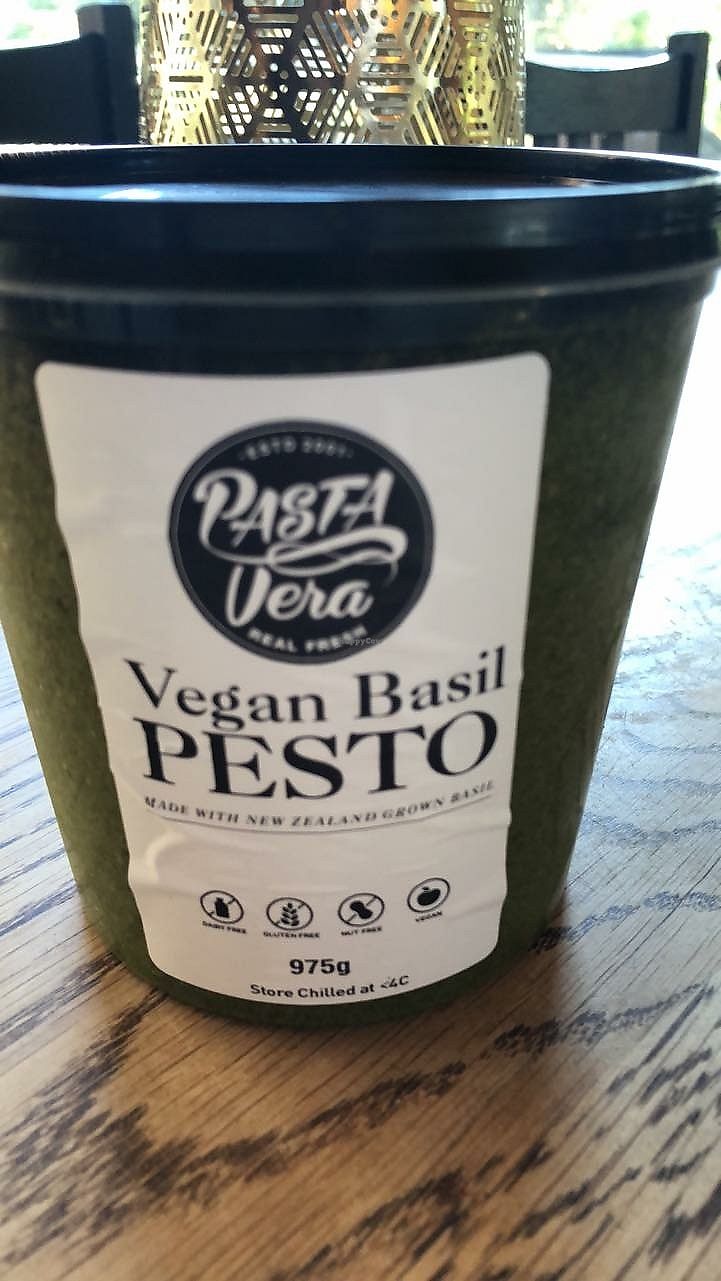 ESTD 2001
PASTA
Vera
REAL FRESH
Vegan Basil
PESTO
MADE WITH NEW ZEALAND GROWN BASIL
DAIRY FREE GLUTEN FREE NUT FREE VEGAN
975g
Store Chilled at <4C